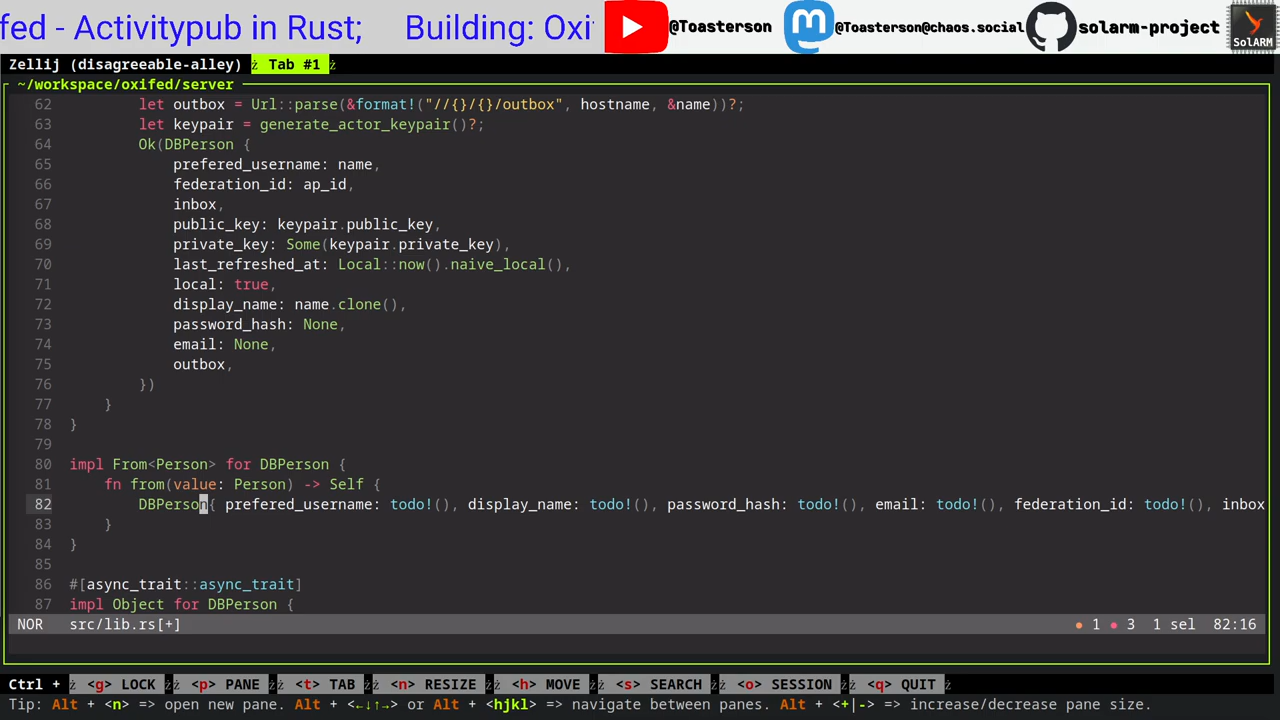 fed - Activitypub in Rust; Building: Oxi
@Toasterson @Toasterson@chaos.social solarm-project SolARM
Zellij (disagreeable-alley) Tab #1
~/workspace/oxifed/server
62 let outbox = Url::parse(&format!("//{}/{}/outbox", hostname, &name))?;
63 let keypair = generate_actor_keypair()?;
64 Ok(DBPerson {
65 prefered_username: name,
66 federation_id: ap_id,
67 inbox,
68 public_key: keypair.public_key,
69 private_key: Some(keypair.private_key),
70 last_refreshed_at: Local::now().naive_local(),
71 local: true,
72 display_name: name.clone(),
73 password_hash: None,
74 email: None,
75 outbox,
76 })
77 }
78 }
79
80 impl From<Person> for DBPerson {
81 fn from(value: Person) -> Self {
82 DBPerson{ prefered_username: todo!(), display_name: todo!(), password_hash: todo!(), email: todo!(), federation_id: todo!(), inbox
83 }
84 }
85
86 #[async_trait::async_trait]
87 impl Object for DBPerson {
NOR src/lib.rs[+] ● 1 ● 3 1 sel 82:16
Ctrl + <g> LOCK <p> PANE <t> TAB <n> RESIZE <h> MOVE <s> SEARCH <o> SESSION <q> QUIT
Tip: Alt + <n> => open new pane. Alt + <←↓↑→> or Alt + <hjkl> => navigate between panes. Alt + <+|-> => increase/decrease pane size.